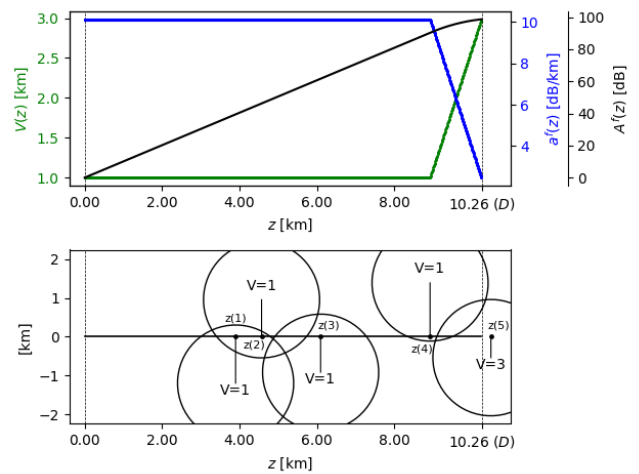 3.0
2.5
2.0
1.5
1.0
V(z) [km]
10
8
6
4
2
a^f(z) [dB/km]
100
80
60
40
20
0
A^f(z) [dB]
0.00 2.00 4.00 6.00 8.00 10.26 (D)
z [km]
2
1
0
−1
−2
[km]
V=1
V=1
z(1)
z(2)
z(3)
z(4)
z(5)
V=1
V=1
V=3
0.00 2.00 4.00 6.00 8.00 10.26 (D)
z [km]